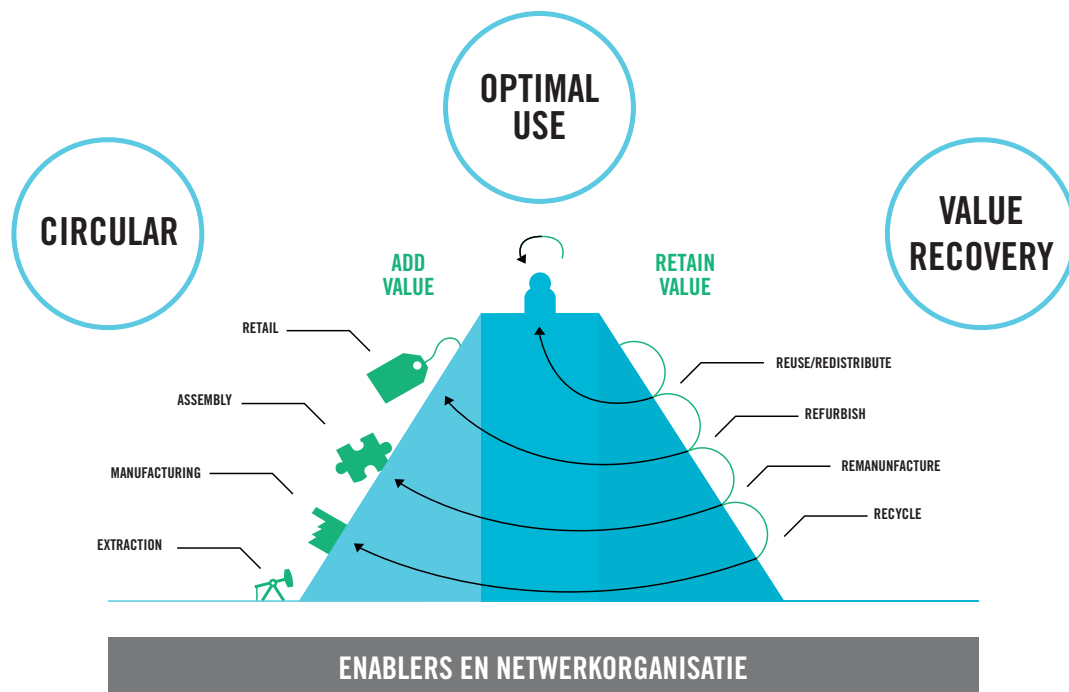 OPTIMAL
USE
CIRCULAR
VALUE
RECOVERY
ADD
VALUE
RETAIN
VALUE
RETAIL
ASSEMBLY
MANUFACTURING
EXTRACTION
REUSE/REDISTRIBUTE
REFURBISH
REMANUNFACTURE
RECYCLE
ENABLERS EN NETWERKORGANISATIE